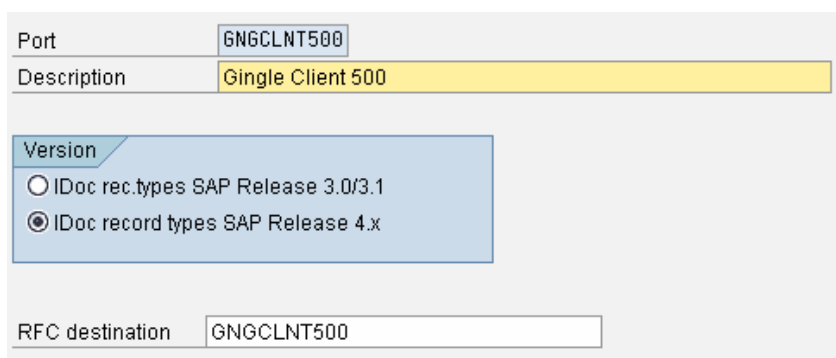 Port GNGCLNT500
Description Gingle Client 500
Version
IDoc rec.types SAP Release 3.0/3.1
IDoc record types SAP Release 4.x
RFC destination GNGCLNT500